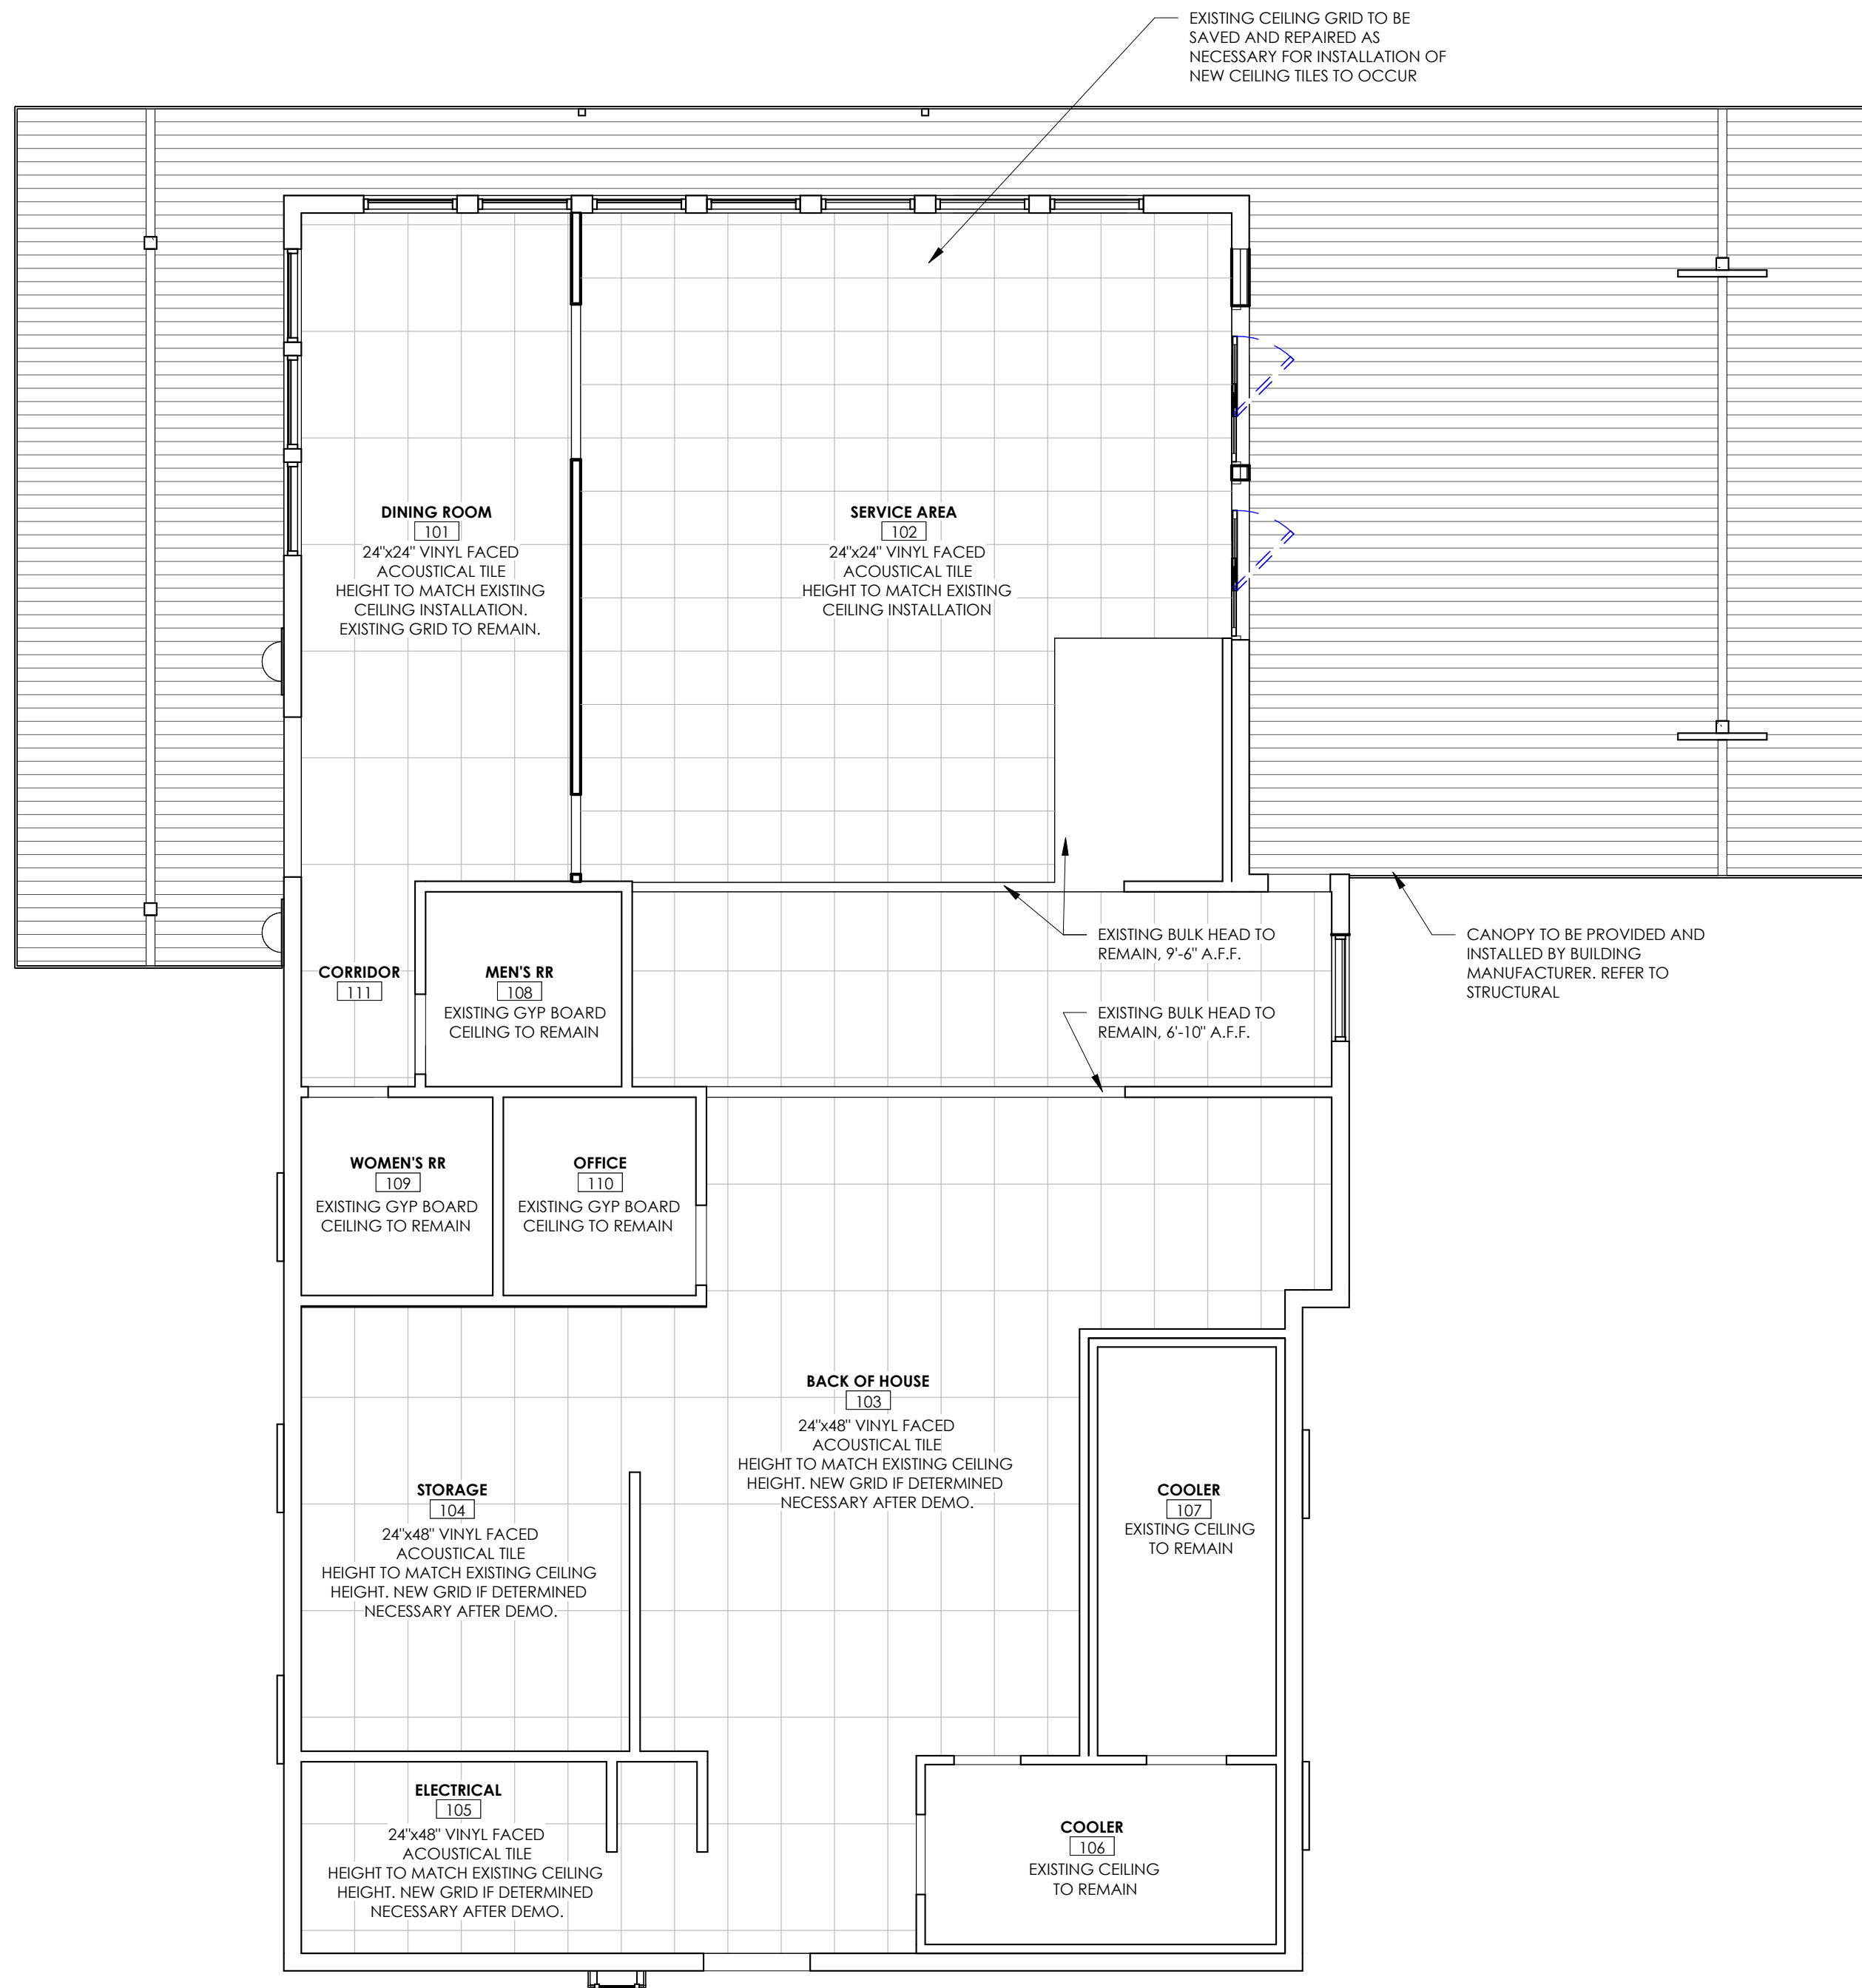 EXISTING CEILING GRID TO BE
SAVED AND REPAIRED AS
NECESSARY FOR INSTALLATION OF
NEW CEILING TILES TO OCCUR
DINING ROOM
101
24"x24" VINYL FACED
ACOUSTICAL TILE
HEIGHT TO MATCH EXISTING
CEILING INSTALLATION.
EXISTING GRID TO REMAIN.
SERVICE AREA
102
24"x24" VINYL FACED
ACOUSTICAL TILE
HEIGHT TO MATCH EXISTING
CEILING INSTALLATION
EXISTING BULK HEAD TO
REMAIN, 9'-6" A.F.F.
CANOPY TO BE PROVIDED AND
INSTALLED BY BUILDING
MANUFACTURER. REFER TO
STRUCTURAL
CORRIDOR
111
MEN'S RR
108
EXISTING GYP BOARD
CEILING TO REMAIN
EXISTING BULK HEAD TO
REMAIN, 6'-10" A.F.F.
WOMEN'S RR
109
EXISTING GYP BOARD
CEILING TO REMAIN
OFFICE
110
EXISTING GYP BOARD
CEILING TO REMAIN
BACK OF HOUSE
103
24"x48" VINYL FACED
ACOUSTICAL TILE
HEIGHT TO MATCH EXISTING CEILING
HEIGHT. NEW GRID IF DETERMINED
NECESSARY AFTER DEMO.
STORAGE
104
24"x48" VINYL FACED
ACOUSTICAL TILE
HEIGHT TO MATCH EXISTING CEILING
HEIGHT. NEW GRID IF DETERMINED
NECESSARY AFTER DEMO.
COOLER
107
EXISTING CEILING
TO REMAIN
ELECTRICAL
105
24"x48" VINYL FACED
ACOUSTICAL TILE
HEIGHT TO MATCH EXISTING CEILING
HEIGHT. NEW GRID IF DETERMINED
NECESSARY AFTER DEMO.
COOLER
106
EXISTING CEILING
TO REMAIN